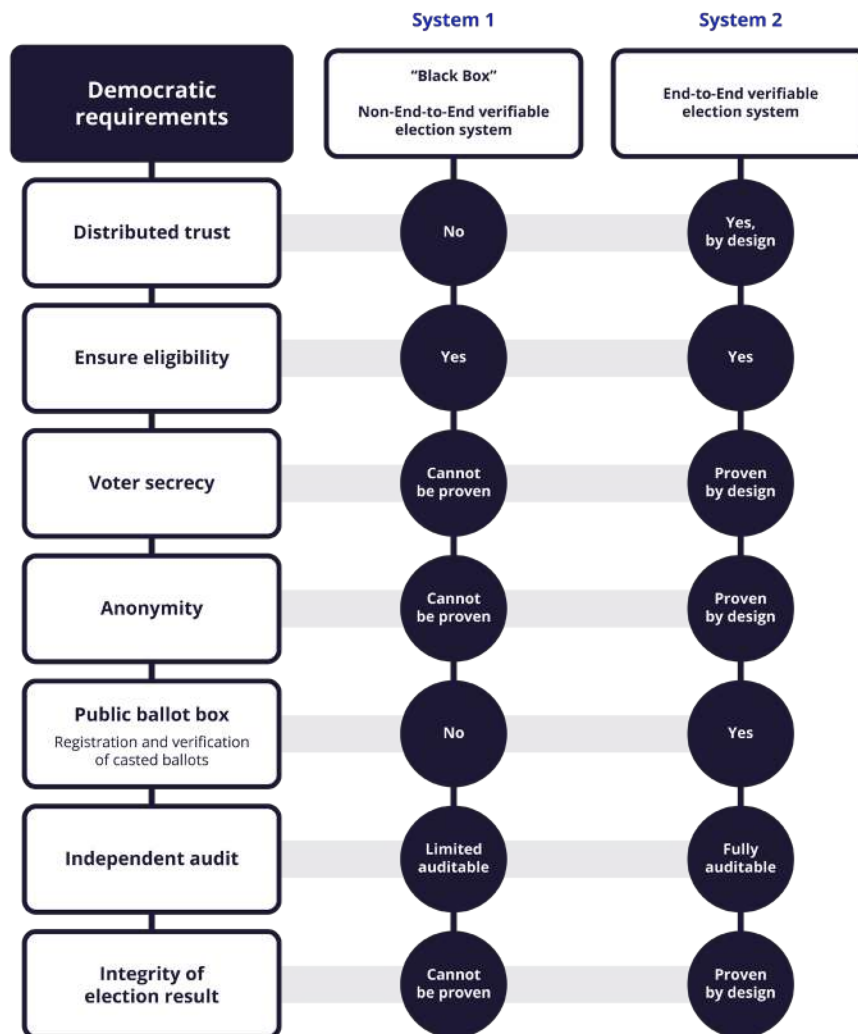 System 1
System 2
Democratic
requirements
“Black Box”
Non-End-to-End verifiable
election system
End-to-End verifiable
election system
Distributed trust
No
Yes,
by design
Ensure eligibility
Yes
Yes
Voter secrecy
Cannot
be proven
Proven
by design
Anonymity
Cannot
be proven
Proven
by design
Public ballot box
Registration and verification
of casted ballots
No
Yes
Independent audit
Limited
auditable
Fully
auditable
Integrity of
election result
Cannot
be proven
Proven
by design